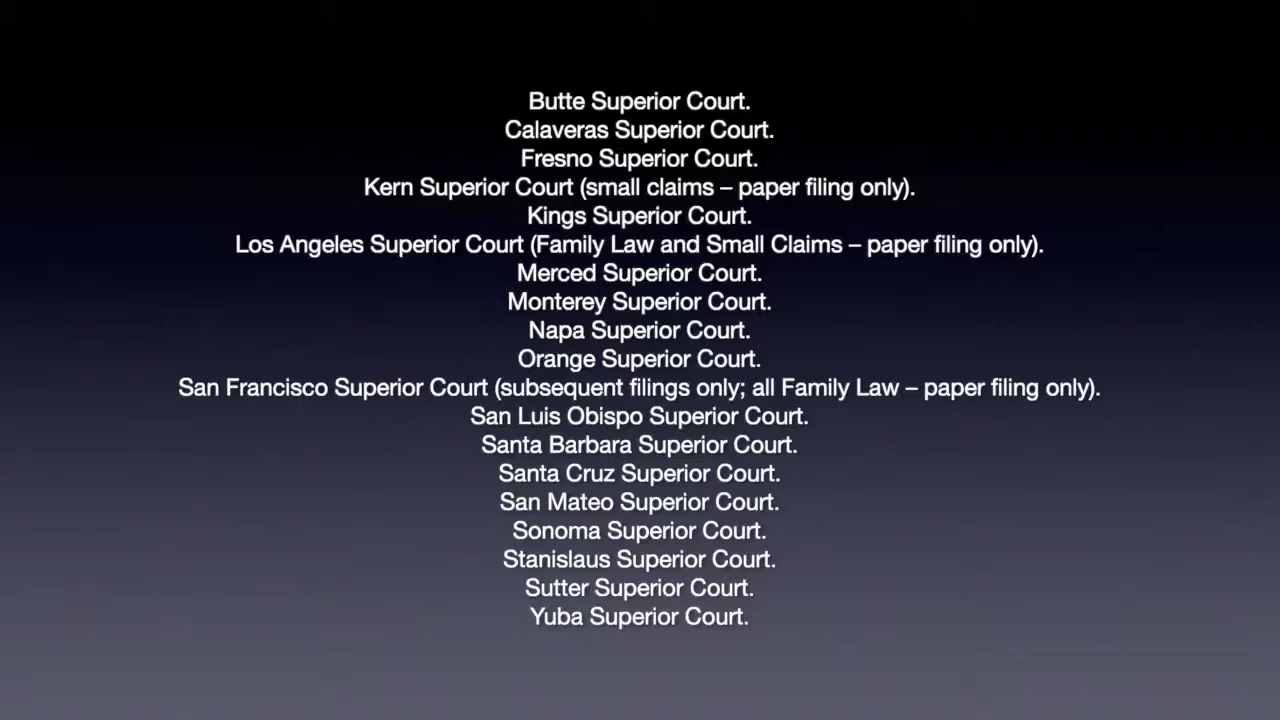 Butte Superior Court.
Calaveras Superior Court.
Fresno Superior Court.
Kern Superior Court (small claims – paper filing only).
Kings Superior Court.
Los Angeles Superior Court (Family Law and Small Claims – paper filing only).
Merced Superior Court.
Monterey Superior Court.
Napa Superior Court.
Orange Superior Court.
San Francisco Superior Court (subsequent filings only; all Family Law – paper filing only).
San Luis Obispo Superior Court.
Santa Barbara Superior Court.
Santa Cruz Superior Court.
San Mateo Superior Court.
Sonoma Superior Court.
Stanislaus Superior Court.
Sutter Superior Court.
Yuba Superior Court.